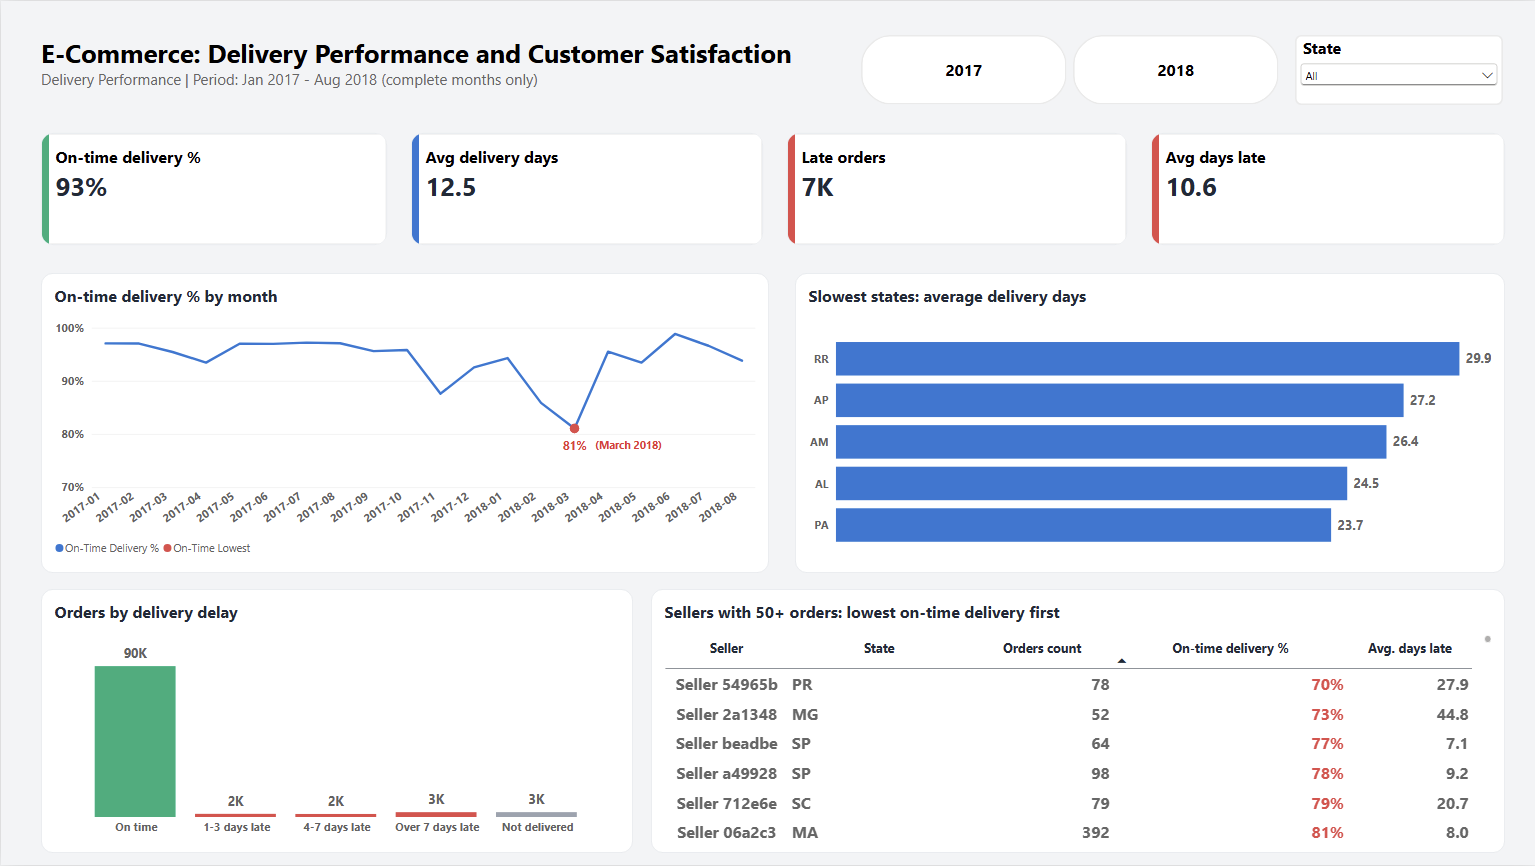 E-Commerce: Delivery Performance and Customer Satisfaction
Delivery Performance | Period: Jan 2017 - Aug 2018 (complete months only)
2017
2018
State
All
On-time delivery %
93%
Avg delivery days
12.5
Late orders
7K
Avg days late
10.6
On-time delivery % by month
100%
90%
80%
70%
81% (March 2018)
2017-01 2017-02 2017-03 2017-04 2017-05 2017-06 2017-07 2017-08 2017-09 2017-10 2017-11 2017-12 2018-01 2018-02 2018-03 2018-04 2018-05 2018-06 2018-07 2018-08
On-Time Delivery % On-Time Lowest
Slowest states: average delivery days
RR 29.9
AP 27.2
AM 26.4
AL 24.5
PA 23.7
Orders by delivery delay
90K
2K
2K
3K
3K
On time 1-3 days late 4-7 days late Over 7 days late Not delivered
Sellers with 50+ orders: lowest on-time delivery first
Seller State Orders count On-time delivery % Avg. days late
Seller 54965b PR 78 70% 27.9
Seller 2a1348 MG 52 73% 44.8
Seller beadbe SP 64 77% 7.1
Seller a49928 SP 98 78% 9.2
Seller 712e6e SC 79 79% 20.7
Seller 06a2c3 MA 392 81% 8.0